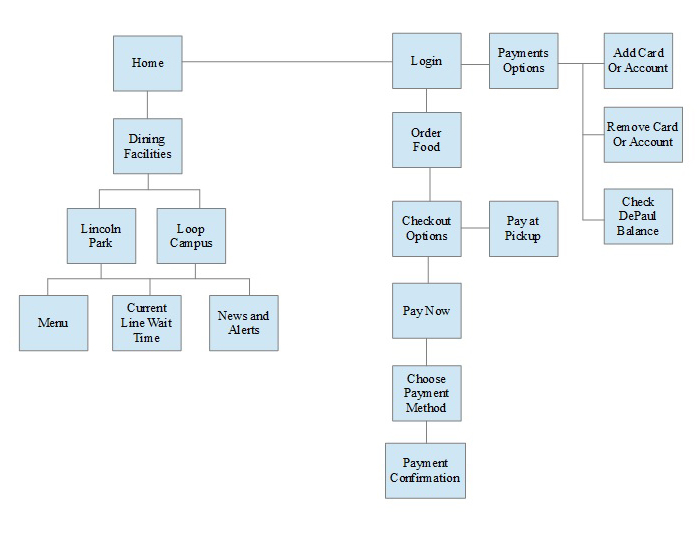 Home
Login
Payments
Options
Add Card
Or Account
Remove Card
Or Account
Check
DePaul
Balance
Dining
Facilities
Order
Food
Lincoln
Park
Loop
Campus
Checkout
Options
Pay at
Pickup
Menu
Current
Line Wait
Time
News and
Alerts
Pay Now
Choose
Payment
Method
Payment
Confirmation